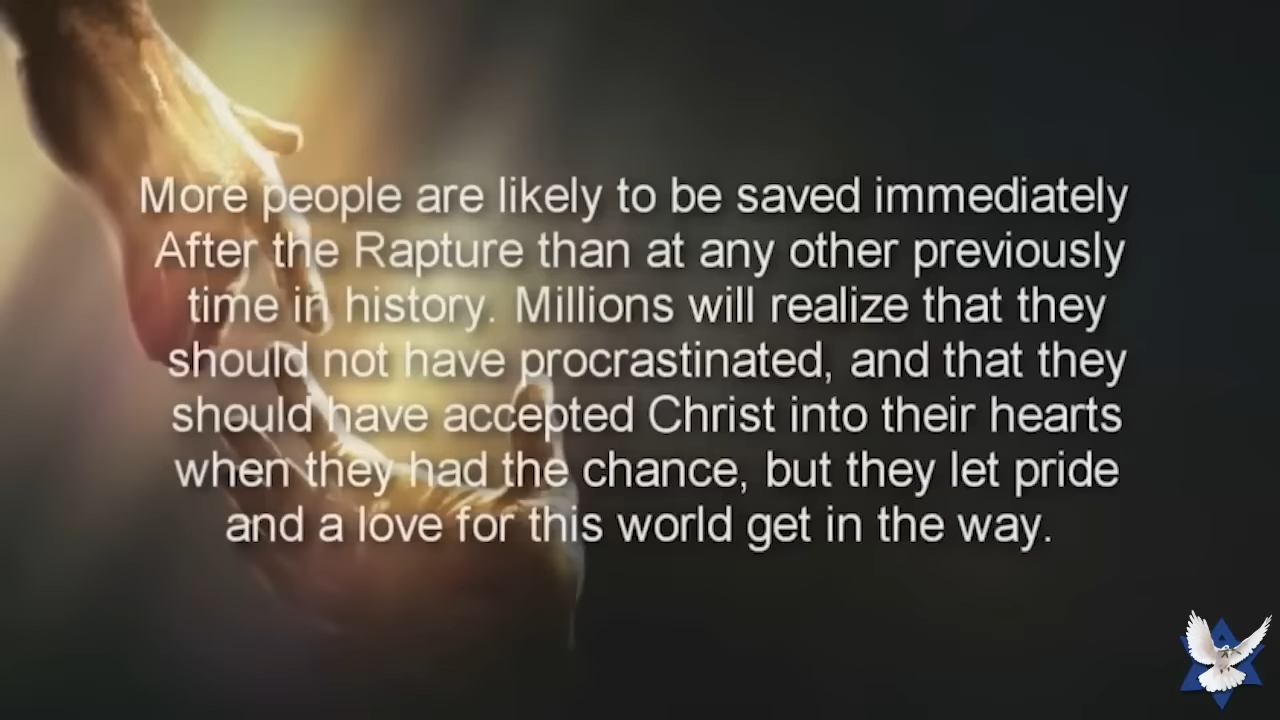 More people are likely to be saved immediately
After the Rapture than at any other previously
time in history. Millions will realize that they
should not have procrastinated, and that they
should have accepted Christ into their hearts
when they had the chance, but they let pride
and a love for this world get in the way.